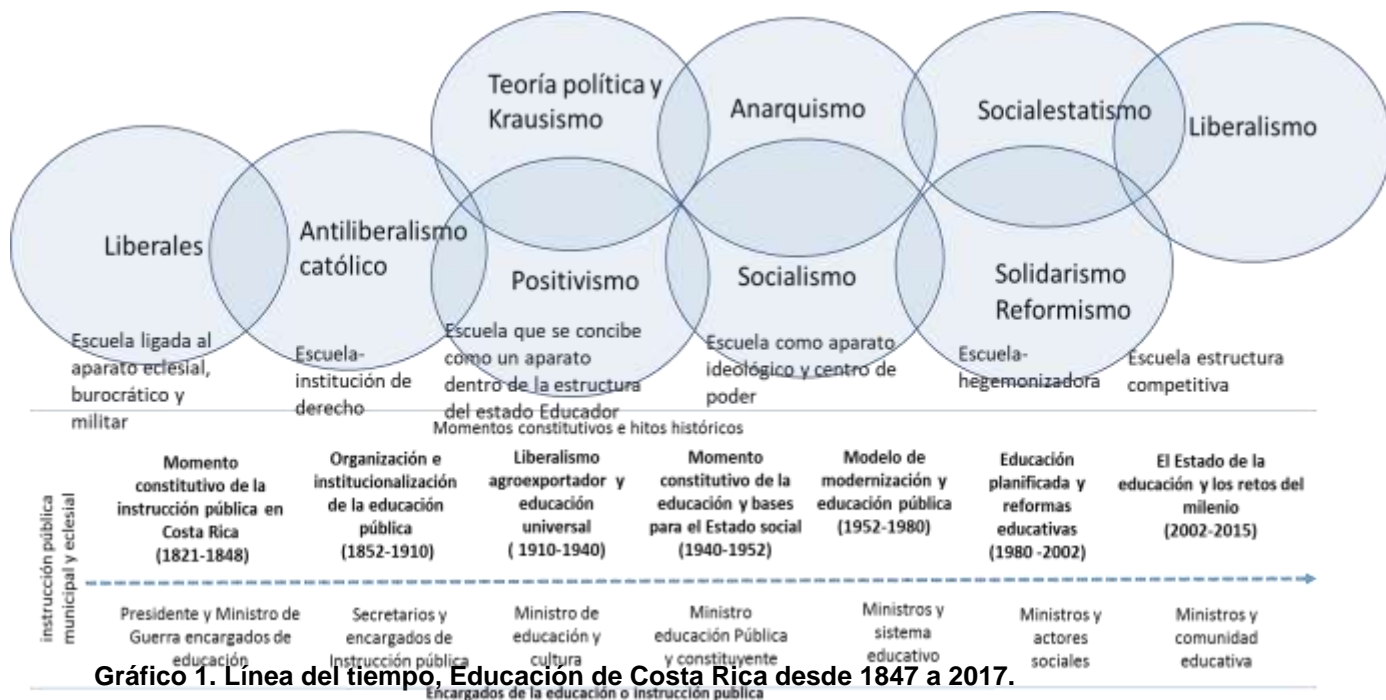 Teoría política y
Krausismo
Anarquismo
Socialestatismo
Liberalismo
Liberales
Antiliberalismo
católico
Positivismo
Socialismo
Solidarismo
Reformismo
Escuela ligada al
aparato eclesial,
burocrático y
militar
Escuela-
institución de
derecho
Escuela que se concibe
como un aparato
dentro de la estructura
del estado Educador
Escuela como aparato
ideológico y centro de
poder
Escuela-
hegemonizadora
Escuela estructura
competitiva
Momentos constitutivos e hitos históricos
instrucción pública
municipal y eclesial
Momento
constitutivo de la
instrucción pública en
Costa Rica
(1821-1848)
Organización e
institucionalización
de la educación
pública
(1852-1910)
Liberalismo
agroexportador y
educación
universal
( 1910-1940)
Momento
constitutivo de la
educación y bases
para el Estado social
(1940-1952)
Modelo de
modernización y
educación pública
(1952-1980)
Educación
planificada y
reformas
educativas
(1980 -2002)
El Estado de la
educación y los retos del
milenio
(2002-2015)
Presidente y Ministro de
Guerra encargados de
educación
Secretarios y
encargados de
Instrucción pública
Ministro de
educación y
cultura
Ministro
educación Pública
y constituyente
Ministros y
sistema
educativo
Ministros y
actores
sociales
Ministros y
comunidad
educativa
Gráfico 1. Línea del tiempo, Educación de Costa Rica desde 1847 a 2017.
Encargados de la educación o instrucción publica